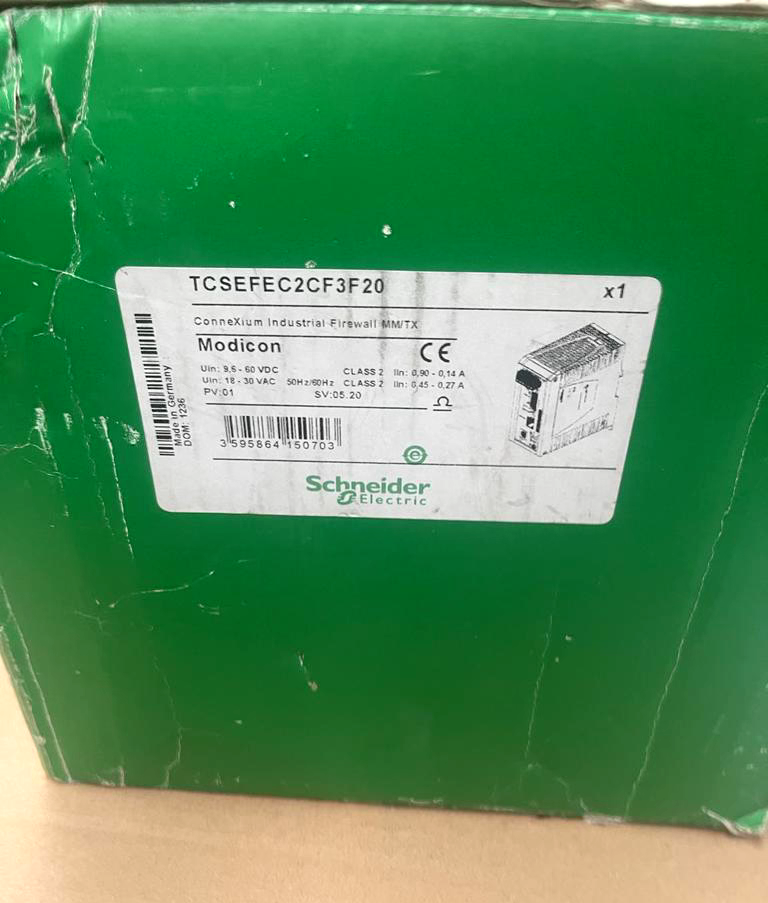 TCSEFEC2CF3F20 x1
ConneXium Industrial Firewall MM/TX
Modicon CE
Uin: 9,6 - 60 VDC CLASS 2 Iin: 0,90 - 0,14 A
Uin: 18 - 30 VAC 50Hz/60Hz CLASS 2 Iin: 0,45 - 0,27 A
PV:01 SV:05.20
Made in Germany
DOM: 1236
3 595864 150703
e
Schneider
Electric